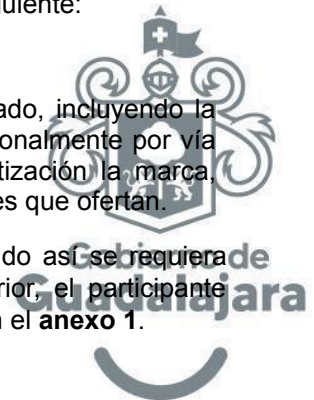 guiente:
ado, incluyendo la
onalmente por vía
tización la marca,
es que ofertan.
do así se requiera
rior, el participante
n el anexo 1.
Gobierno de
Guadalajara